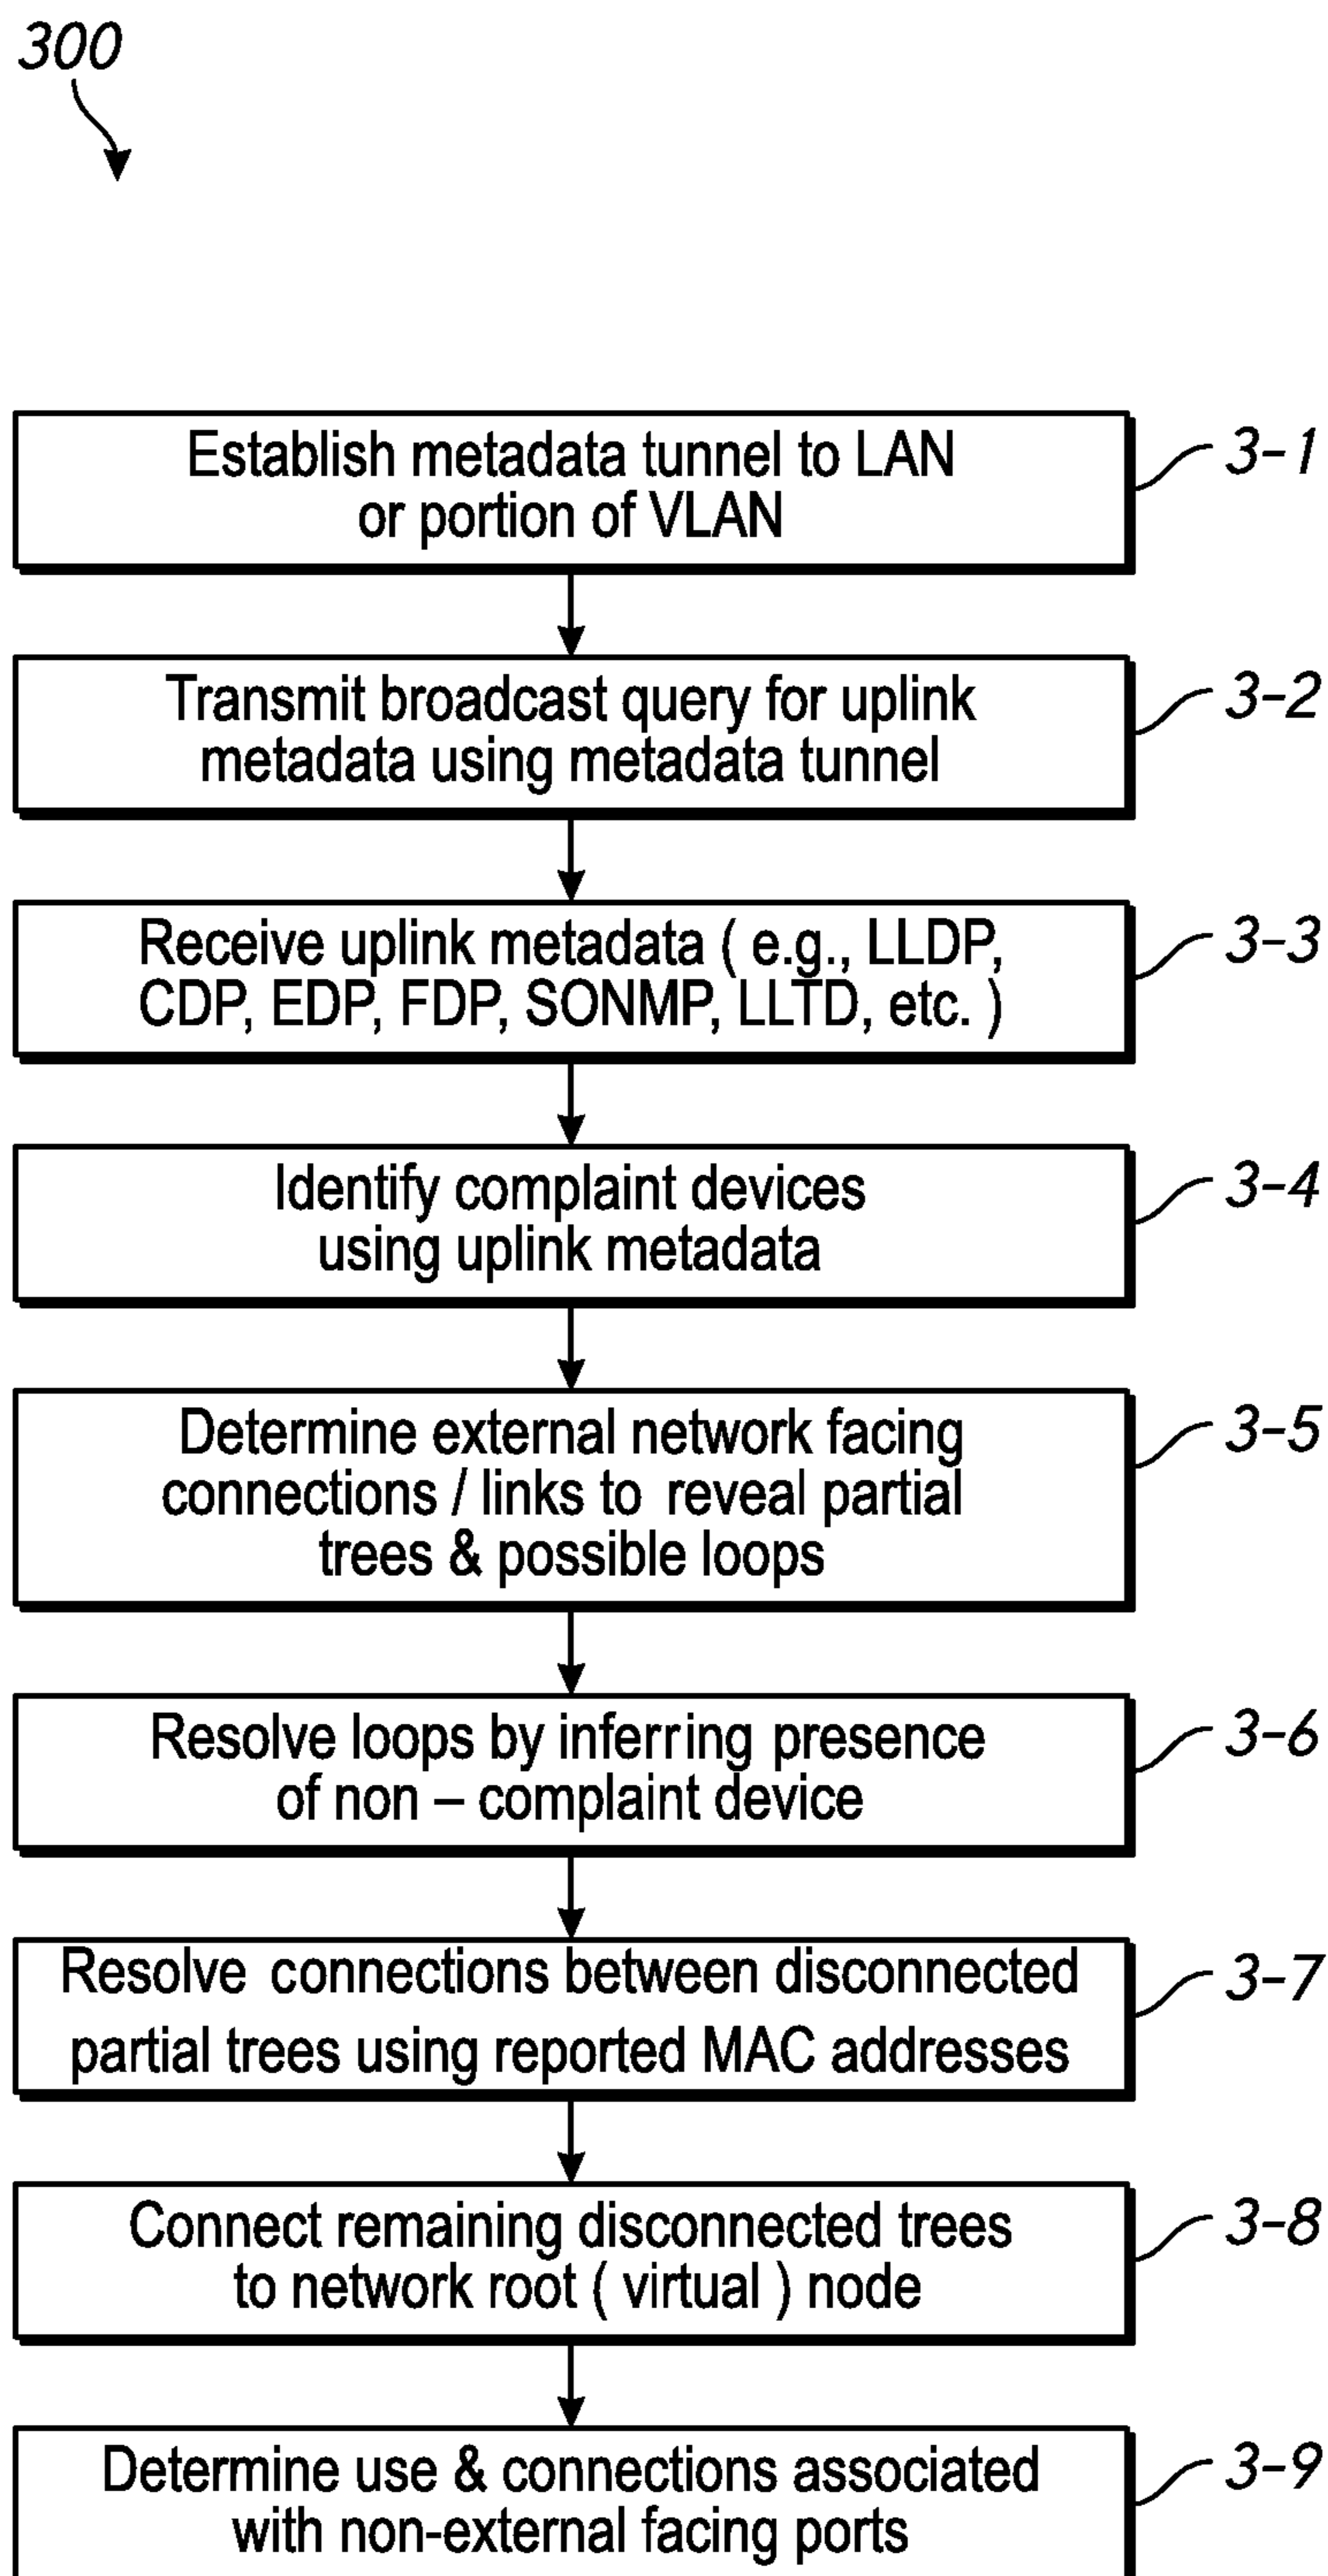 300
Establish metadata tunnel to LAN
or portion of VLAN
3-1
Transmit broadcast query for uplink
metadata using metadata tunnel
3-2
Receive uplink metadata ( e.g., LLDP,
CDP, EDP, FDP, SONMP, LLTD, etc. )
3-3
Identify complaint devices
using uplink metadata
3-4
Determine external network facing
connections / links to reveal partial
trees & possible loops
3-5
Resolve loops by inferring presence
of non – complaint device
3-6
Resolve connections between disconnected
partial trees using reported MAC addresses
3-7
Connect remaining disconnected trees
to network root ( virtual ) node
3-8
Determine use & connections associated
with non-external facing ports
3-9